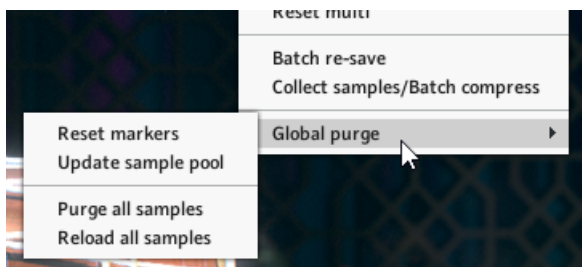 Reset multi
Batch re-save
Collect samples/Batch compress
Global purge
Reset markers
Update sample pool
Purge all samples
Reload all samples